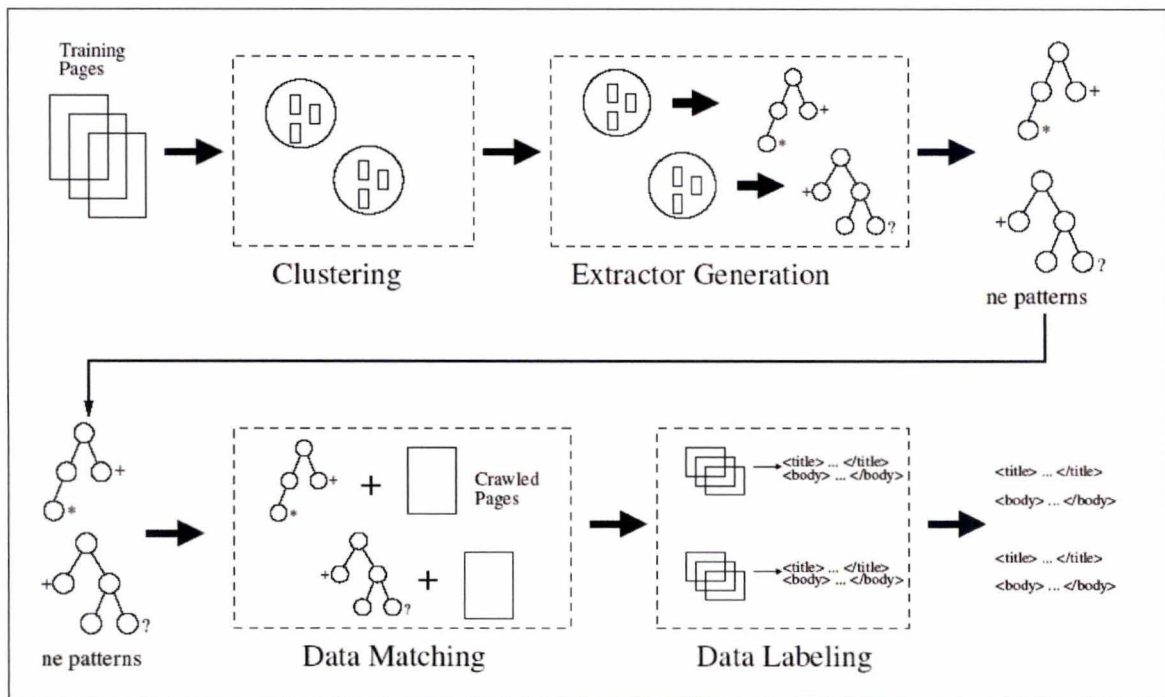 Training
Pages
+
*
+
?
Clustering
Extractor Generation
+
*
+
?
ne patterns
+
*
+
?
ne patterns
+
*
+
Crawled
Pages
+
?
+
Data Matching
<title> ... </title>
<body> ... </body>
<title> ... </title>
<body> ... </body>
Data Labeling
<title> ... </title>
<body> ... </body>
<title> ... </title>
<body> ... </body>